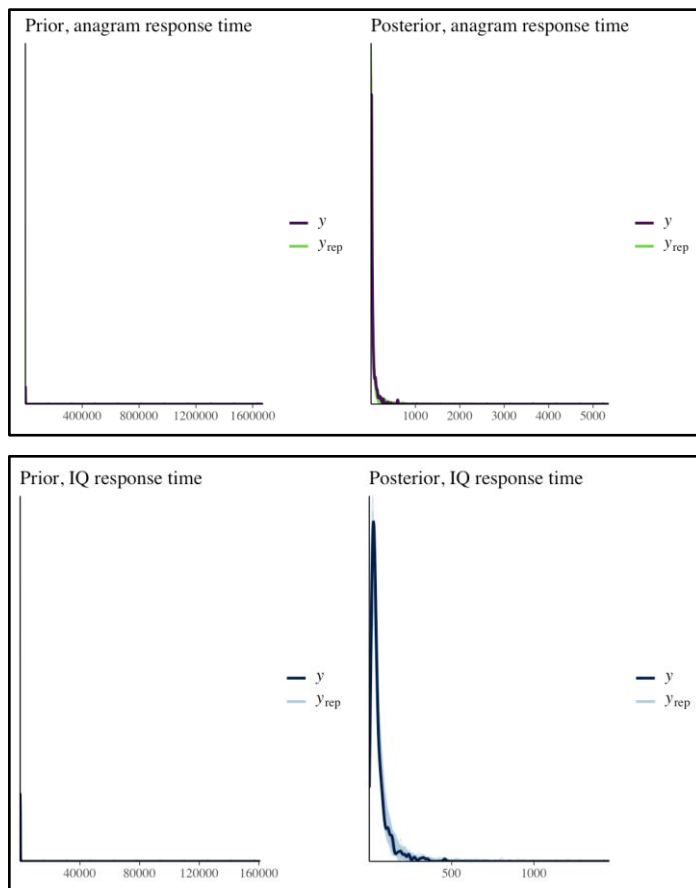 Prior, anagram response time
Posterior, anagram response time
y
y
yrep
yrep
400000 800000 1200000 1600000
1000 2000 3000 4000 5000
Prior, IQ response time
Posterior, IQ response time
y
y
yrep
yrep
40000 80000 120000 160000
500 1000